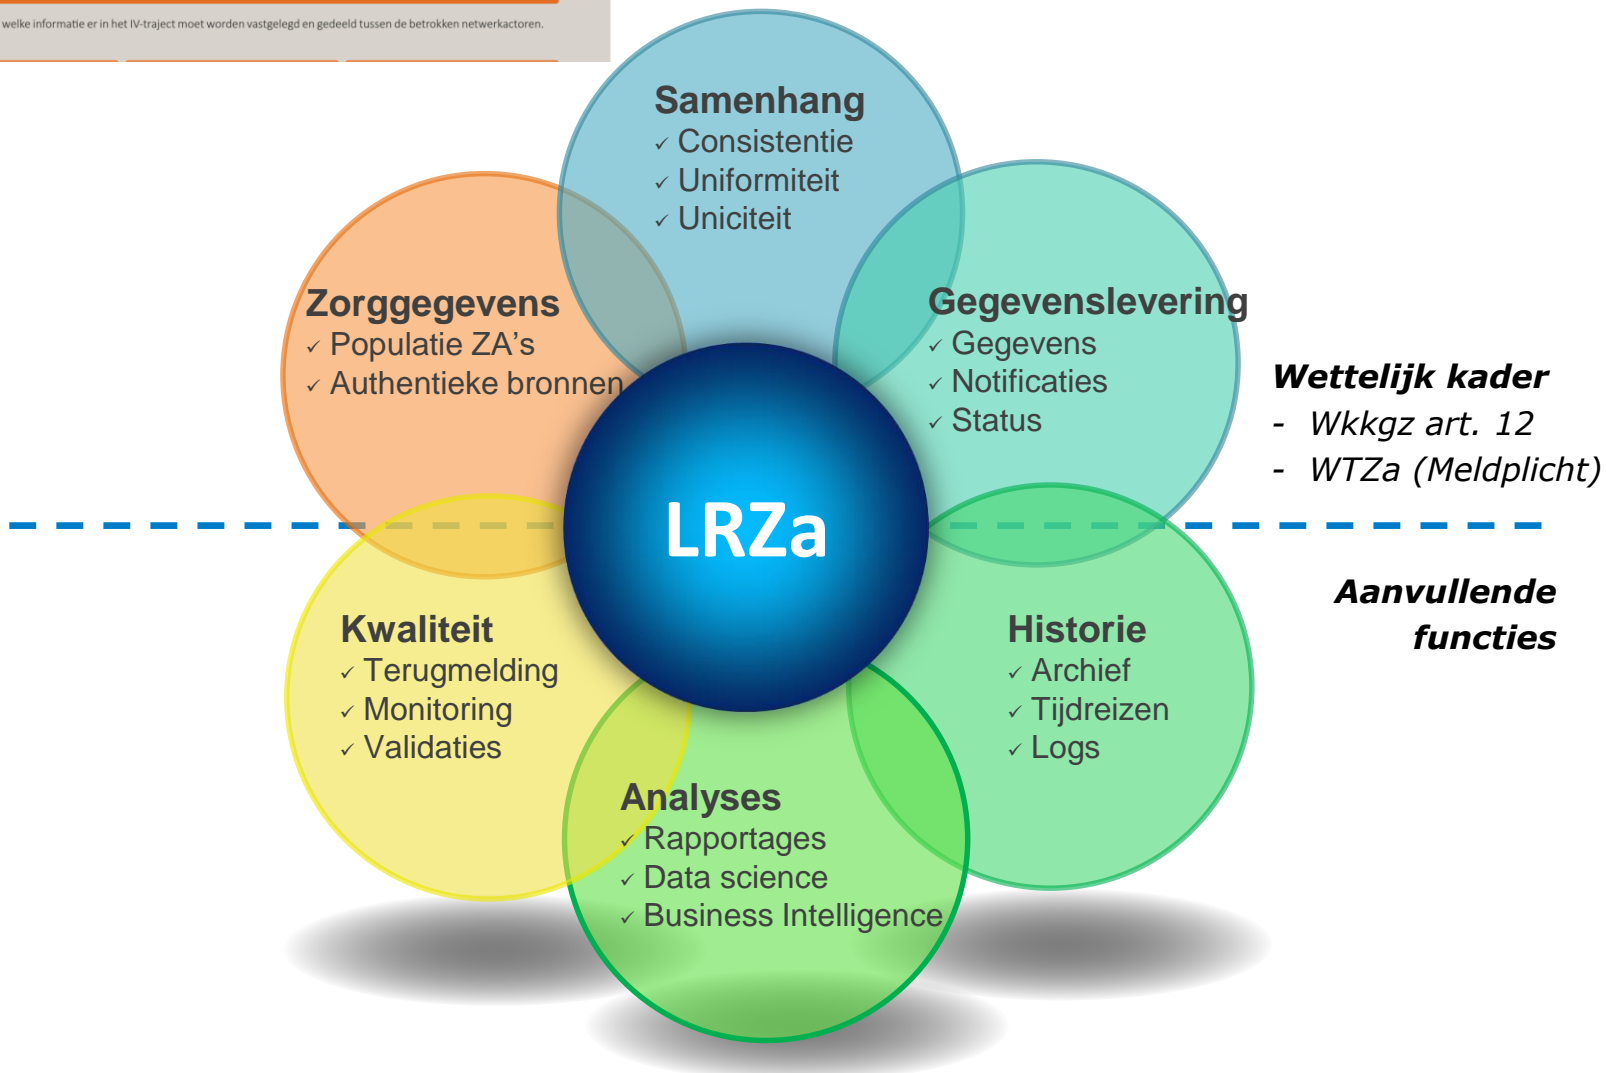 welke informatie er in het IV-traject moet worden vastgelegd en gedeeld tussen de betrokken netwerkactoren.
Samenhang
✓ Consistentie
✓ Uniformiteit
✓ Uniciteit
Zorggegevens
✓ Populatie ZA's
✓ Authentieke bronnen
Gegevenslevering
✓ Gegevens
✓ Notificaties
✓ Status
Wettelijk kader
- Wkkgz art. 12
- WTZa (Meldplicht)
LRZa
Aanvullende
functies
Kwaliteit
✓ Terugmelding
✓ Monitoring
✓ Validaties
Historie
✓ Archief
✓ Tijdreizen
✓ Logs
Analyses
✓ Rapportages
✓ Data science
✓ Business Intelligence